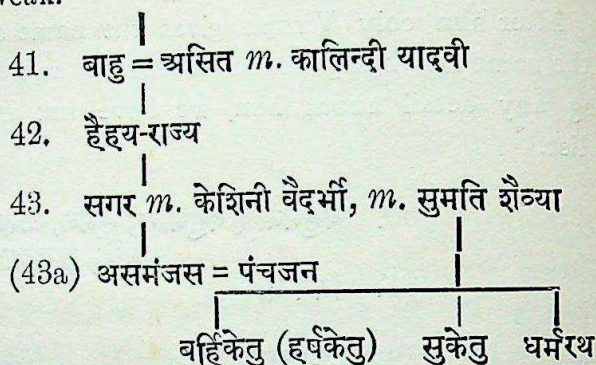 41. बाहु = असित m. कालिन्दी यादवी
42. हैहय-राज्य
43. सगर m. केशिनी वैदर्भी, m. सुमति शैव्या
(43a) असमंजस = पंचजन
बर्हिकेतु (हर्षकेतु) सुकेतु धर्मरथ